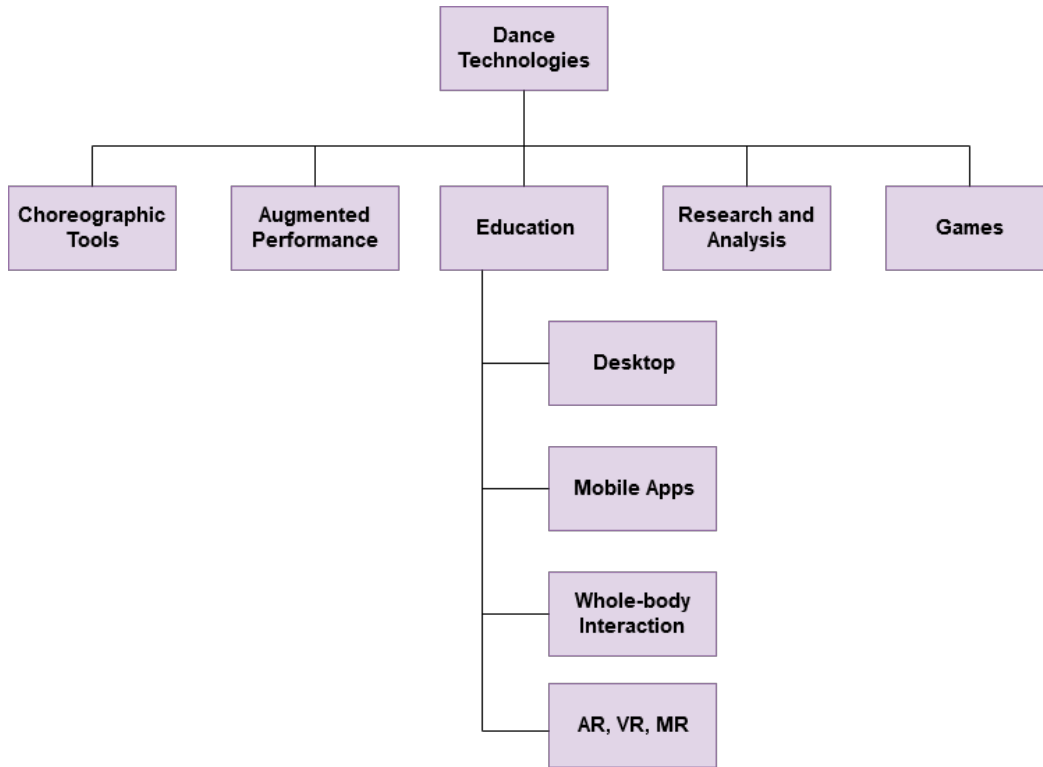 Dance
Technologies
Choreographic
Tools
Augmented
Performance
Education
Research and
Analysis
Games
Desktop
Mobile Apps
Whole-body
Interaction
AR, VR, MR